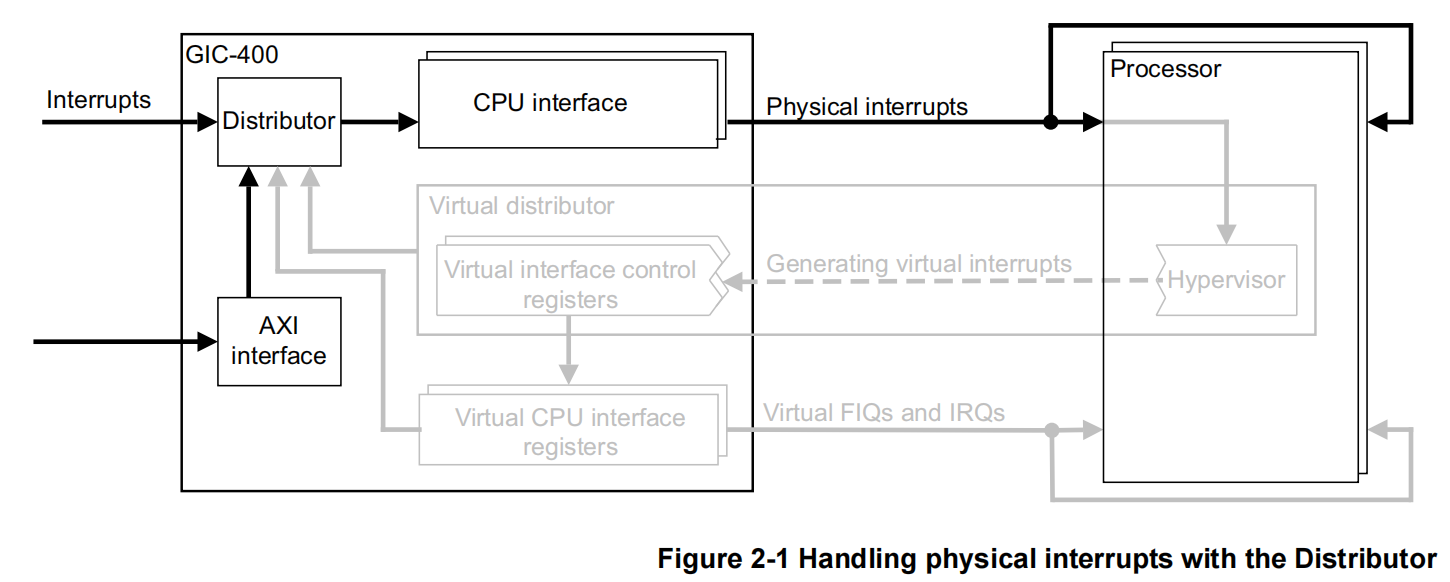 GIC-400
Processor
Interrupts
Distributor
CPU interface
Physical interrupts
Virtual distributor
Virtual interface control
registers
Generating virtual interrupts
Hypervisor
AXI
interface
Virtual CPU interface
registers
Virtual FIQs and IRQs
Figure 2-1 Handling physical interrupts with the Distributor